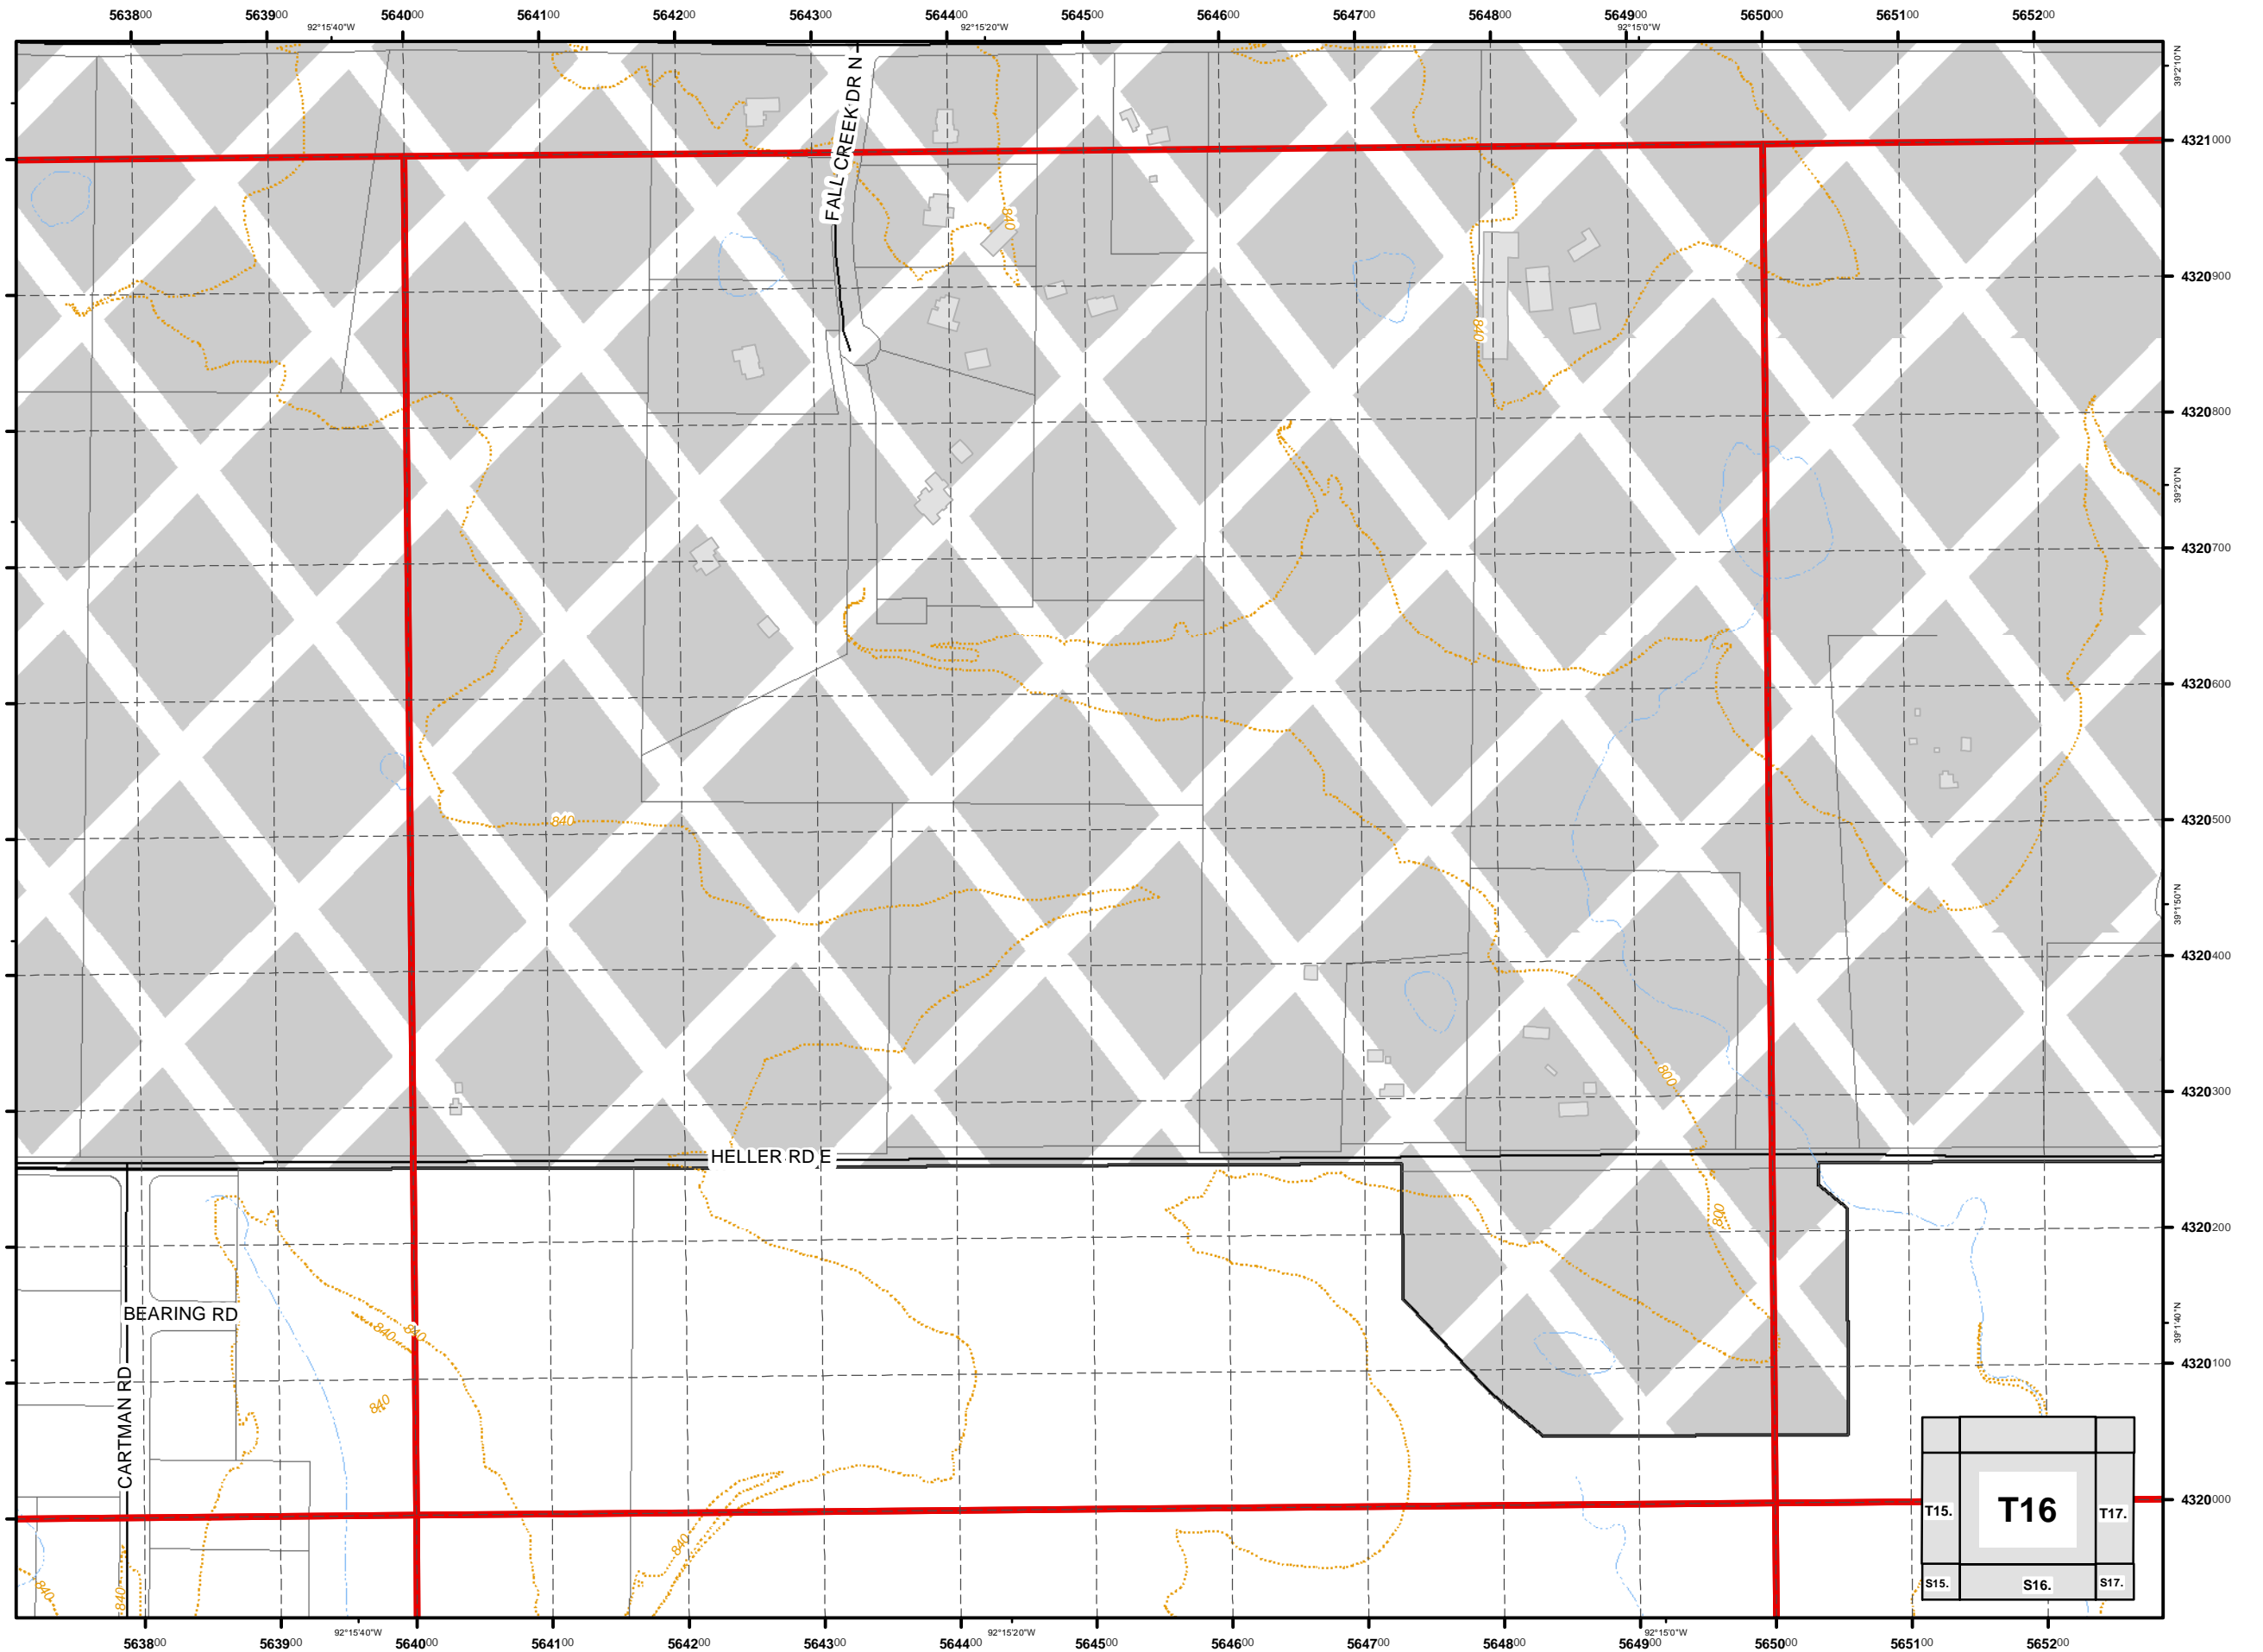 563800 563900 564000 564100 564200 564300 564400 564500 564600 564700 564800 564900 565000 565100 565200
92°15'40"W 92°15'20"W 92°15'0"W
39°2'10"N
FALL CREEK DR N
4321000
840
4320900
840
4320800
39°2'0"N
4320700
4320600
840
4320500
39°1'50"N
4320400
800
4320300
HELLER RD E
800
4320200
BEARING RD
840
840
39°1'40"N
4320100
840
CARTMAN RD
T15.
T16
T17.
4320000
840
S15.
S16.
S17.
840
840
563800 563900 564000 564100 564200 564300 564400 564500 564600 564700 564800 564900 565000 565100 565200
92°15'40"W 92°15'20"W 92°15'0"W